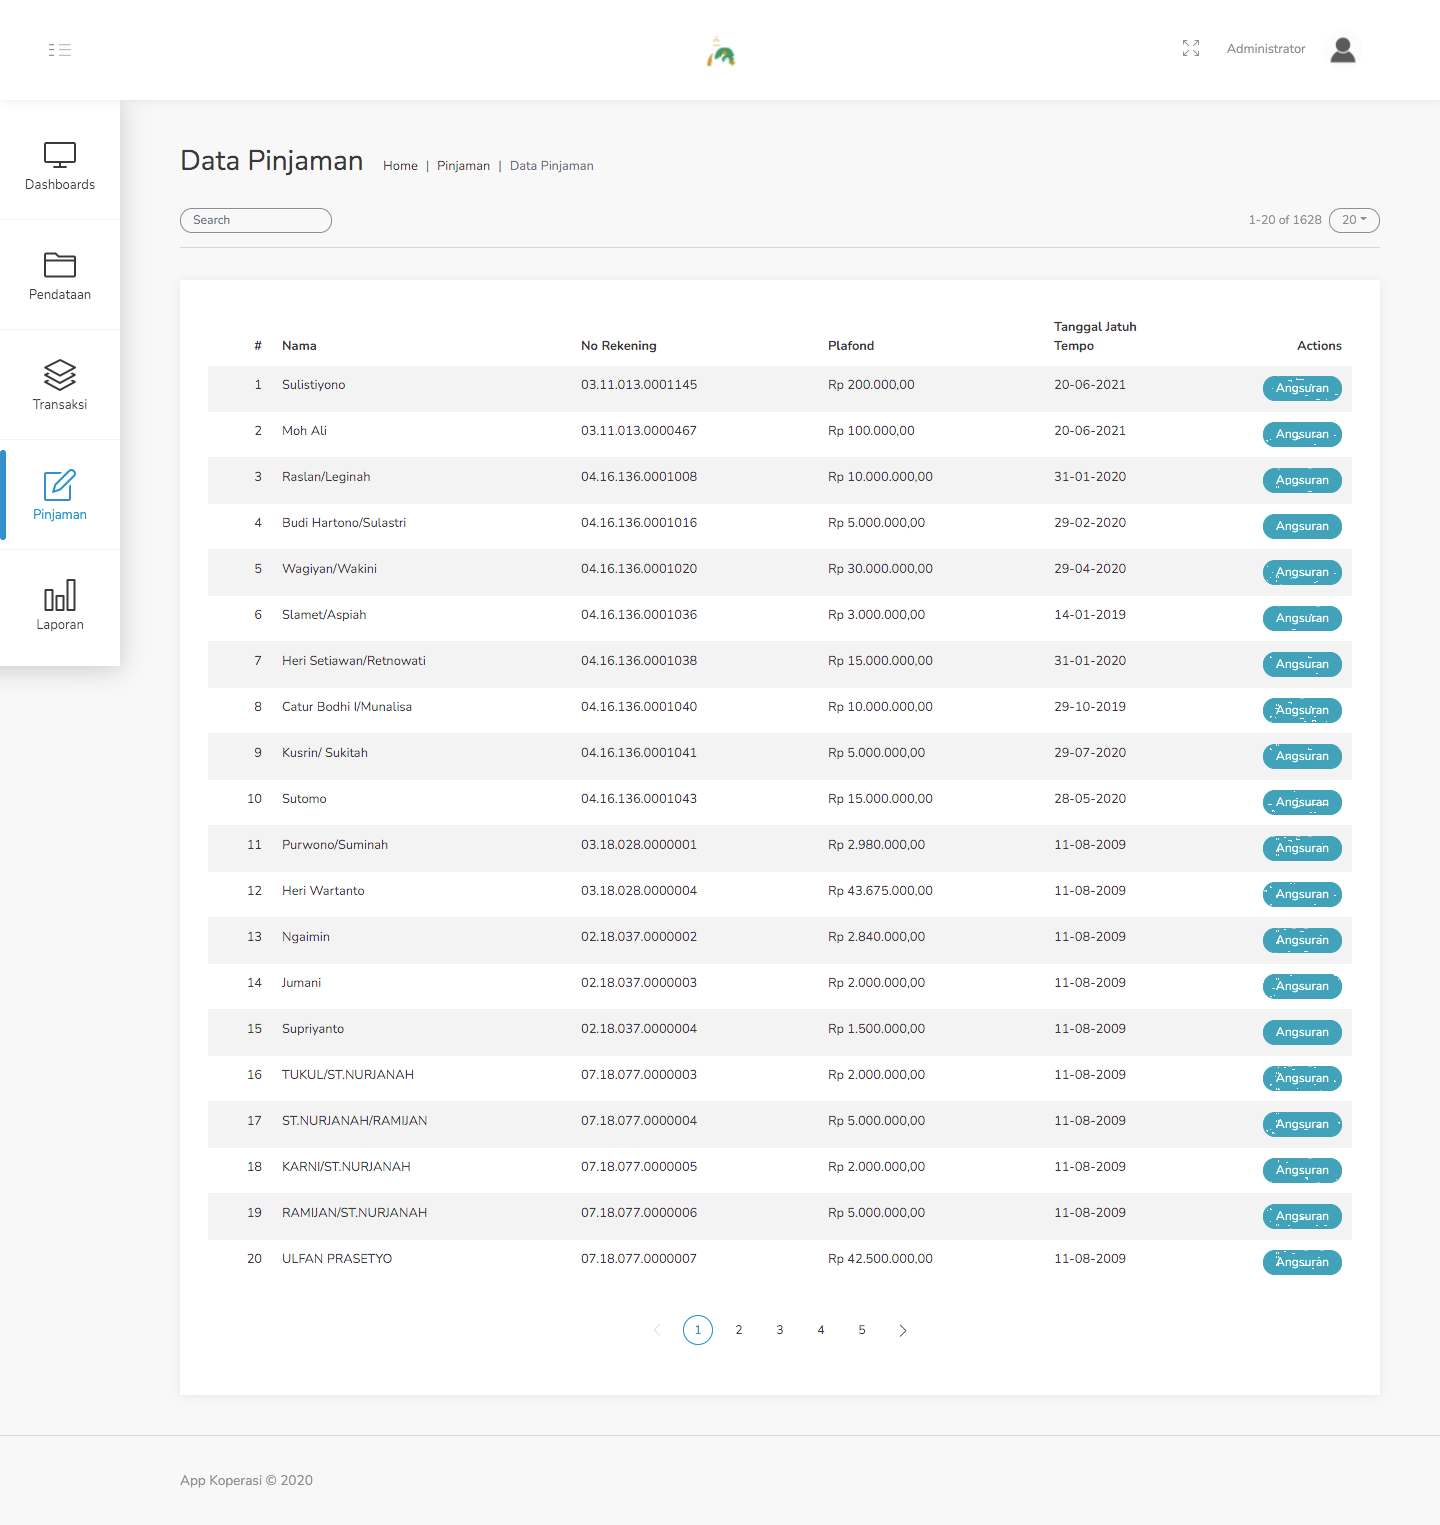 Administrator
Dashboards
Pendataan
Transaksi
Pinjaman
Laporan
Data Pinjaman Home | Pinjaman | Data Pinjaman
Search 1-20 of 1628 20
# Nama No Rekening Plafond Tanggal Jatuh Tempo Actions
1 Sulistiyono 03.11.013.0001145 Rp 200.000,00 20-06-2021 Angsuran
2 Moh Ali 03.11.013.0000467 Rp 100.000,00 20-06-2021 Angsuran
3 Raslan/Leginah 04.16.136.0001008 Rp 10.000.000,00 31-01-2020 Angsuran
4 Budi Hartono/Sulastri 04.16.136.0001016 Rp 5.000.000,00 29-02-2020 Angsuran
5 Wagiyan/Wakini 04.16.136.0001020 Rp 30.000.000,00 29-04-2020 Angsuran
6 Slamet/Aspiah 04.16.136.0001036 Rp 3.000.000,00 14-01-2019 Angsuran
7 Heri Setiawan/Retnowati 04.16.136.0001038 Rp 15.000.000,00 31-01-2020 Angsuran
8 Catur Bodhi I/Munalisa 04.16.136.0001040 Rp 10.000.000,00 29-10-2019 Angsuran
9 Kusrin/ Sukitah 04.16.136.0001041 Rp 5.000.000,00 29-07-2020 Angsuran
10 Sutomo 04.16.136.0001043 Rp 15.000.000,00 28-05-2020 Angsuran
11 Purwono/Suminah 03.18.028.0000001 Rp 2.980.000,00 11-08-2009 Angsuran
12 Heri Wartanto 03.18.028.0000004 Rp 43.675.000,00 11-08-2009 Angsuran
13 Ngaimin 02.18.037.0000002 Rp 2.840.000,00 11-08-2009 Angsuran
14 Jumani 02.18.037.0000003 Rp 2.000.000,00 11-08-2009 Angsuran
15 Supriyanto 02.18.037.0000004 Rp 1.500.000,00 11-08-2009 Angsuran
16 TUKUL/ST.NURJANAH 07.18.077.0000003 Rp 2.000.000,00 11-08-2009 Angsuran
17 ST.NURJANAH/RAMIJAN 07.18.077.0000004 Rp 5.000.000,00 11-08-2009 Angsuran
18 KARNI/ST.NURJANAH 07.18.077.0000005 Rp 2.000.000,00 11-08-2009 Angsuran
19 RAMIJAN/ST.NURJANAH 07.18.077.0000006 Rp 5.000.000,00 11-08-2009 Angsuran
20 ULFAN PRASETYO 07.18.077.0000007 Rp 42.500.000,00 11-08-2009 Angsuran
1 2 3 4 5
App Koperasi © 2020